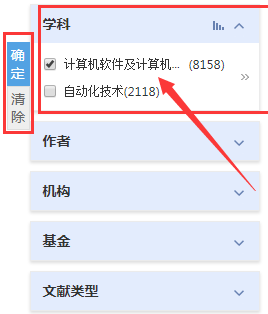 学科
计算机软件及计算机... (8158)
自动化技术(2118)
确定
清除
作者
机构
基金
文献类型